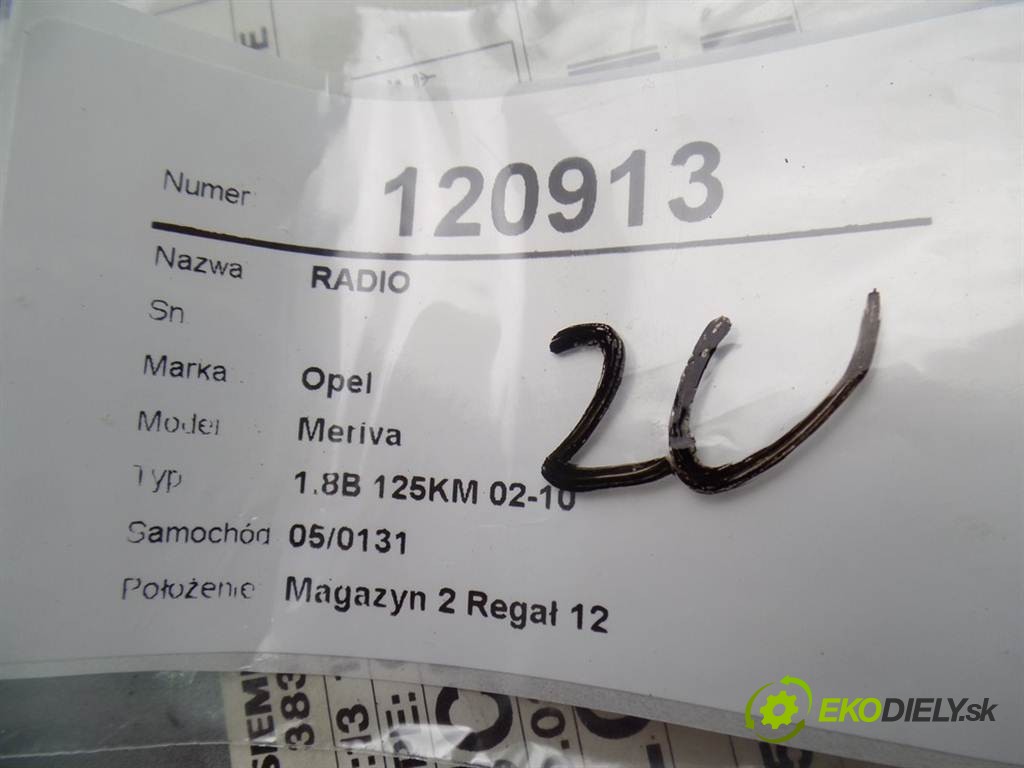 Numer 120913
Nazwa RADIO
Sn
Marka Opel
Model Meriva
Typ 1.8B 125KM 02-10
Samochód 05/0131
Położenie Magazyn 2 Regał 12
EKODIELY.sk